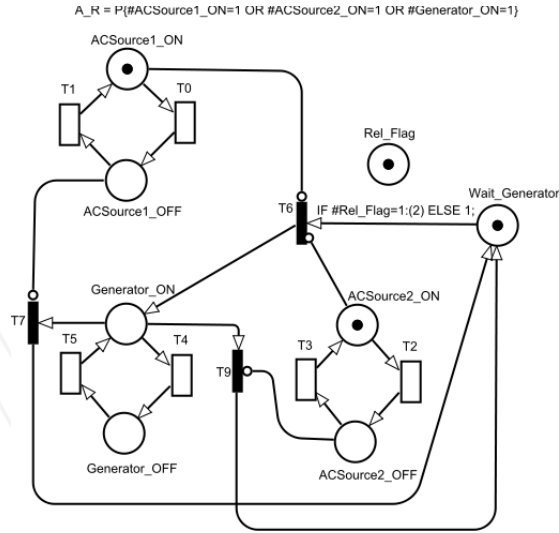 A_R = P{#ACSource1_ON=1 OR #ACSource2_ON=1 OR #Generator_ON=1}
ACSource1_ON
T1
T0
Rel_Flag
Wait_Generator
ACSource1_OFF
T6
IF #Rel_Flag=1:(2) ELSE 1;
Generator_ON
ACSource2_ON
T7
T5
T4
T9
T3
T2
Generator_OFF
ACSource2_OFF